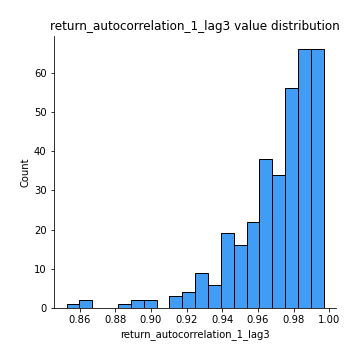 return_autocorrelation_1_lag3 value distribution
60
50
40
30
20
10
0
Count
0.86 0.88 0.90 0.92 0.94 0.96 0.98 1.00
return_autocorrelation_1_lag3